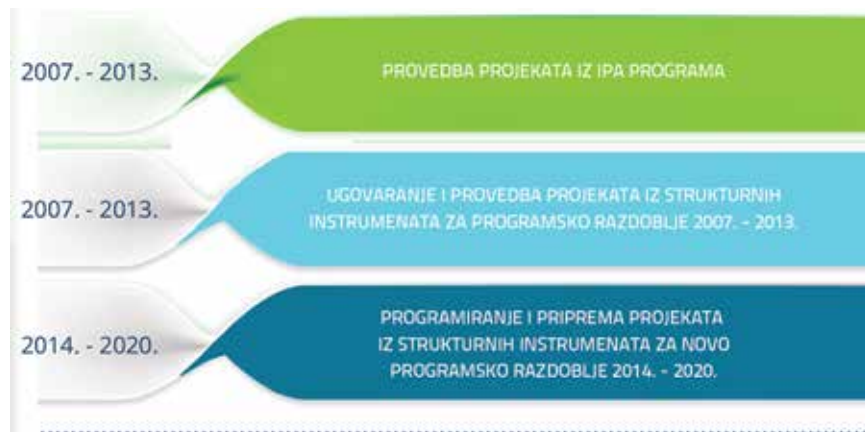 2007. - 2013.
PROVEDBA PROJEKATA IZ IPA PROGRAMA
2007. - 2013.
UGOVARANJE I PROVEDBA PROJEKATA IZ STRUKTURNIH
INSTRUMENATA ZA PROGRAMSKO RAZDOBLJE 2007. - 2013.
2014. - 2020.
PROGRAMIRANJE I PRIPREMA PROJEKATA
IZ STRUKTURNIH INSTRUMENATA ZA NOVO
PROGRAMSKO RAZDOBLJE 2014. - 2020.